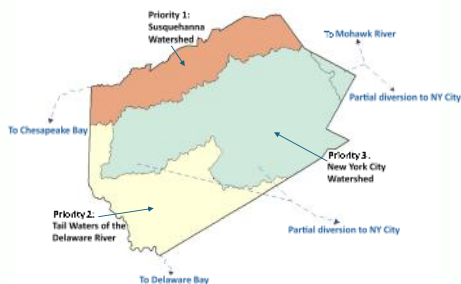 Priority 1:
Susquehanna
Watershed
To Mohawk River
Partial diversion to NY City
To Chesapeake Bay
Priority 3.
New York City
Watershed
Priority 2:
Tail Waters of the
Delaware River
Partial diversion to NY City
To Delaware Bay